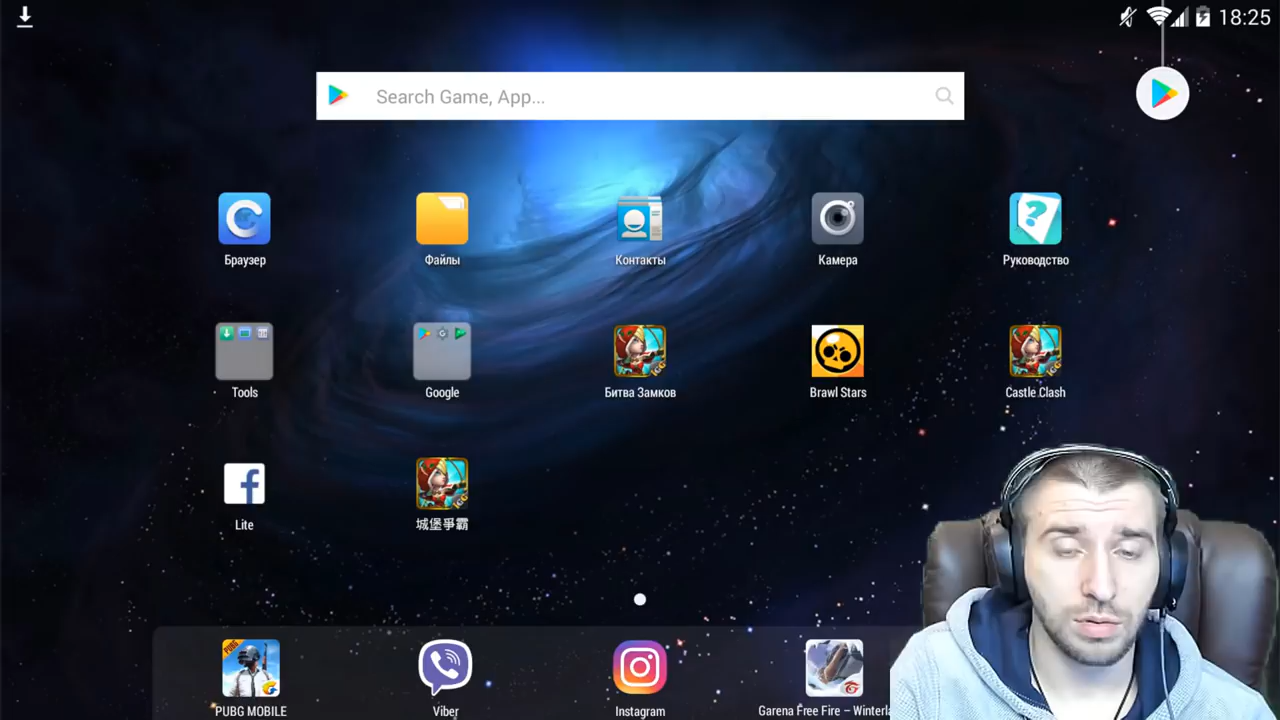 18:25
Search Game, App...
Браузер
Файлы
Контакты
Камера
Руководство
Tools
Google
Битва Замков
Brawl Stars
Castle Clash
Lite
城堡爭霸
PUBG MOBILE
Viber
Instagram
Garena Free Fire – Winterla